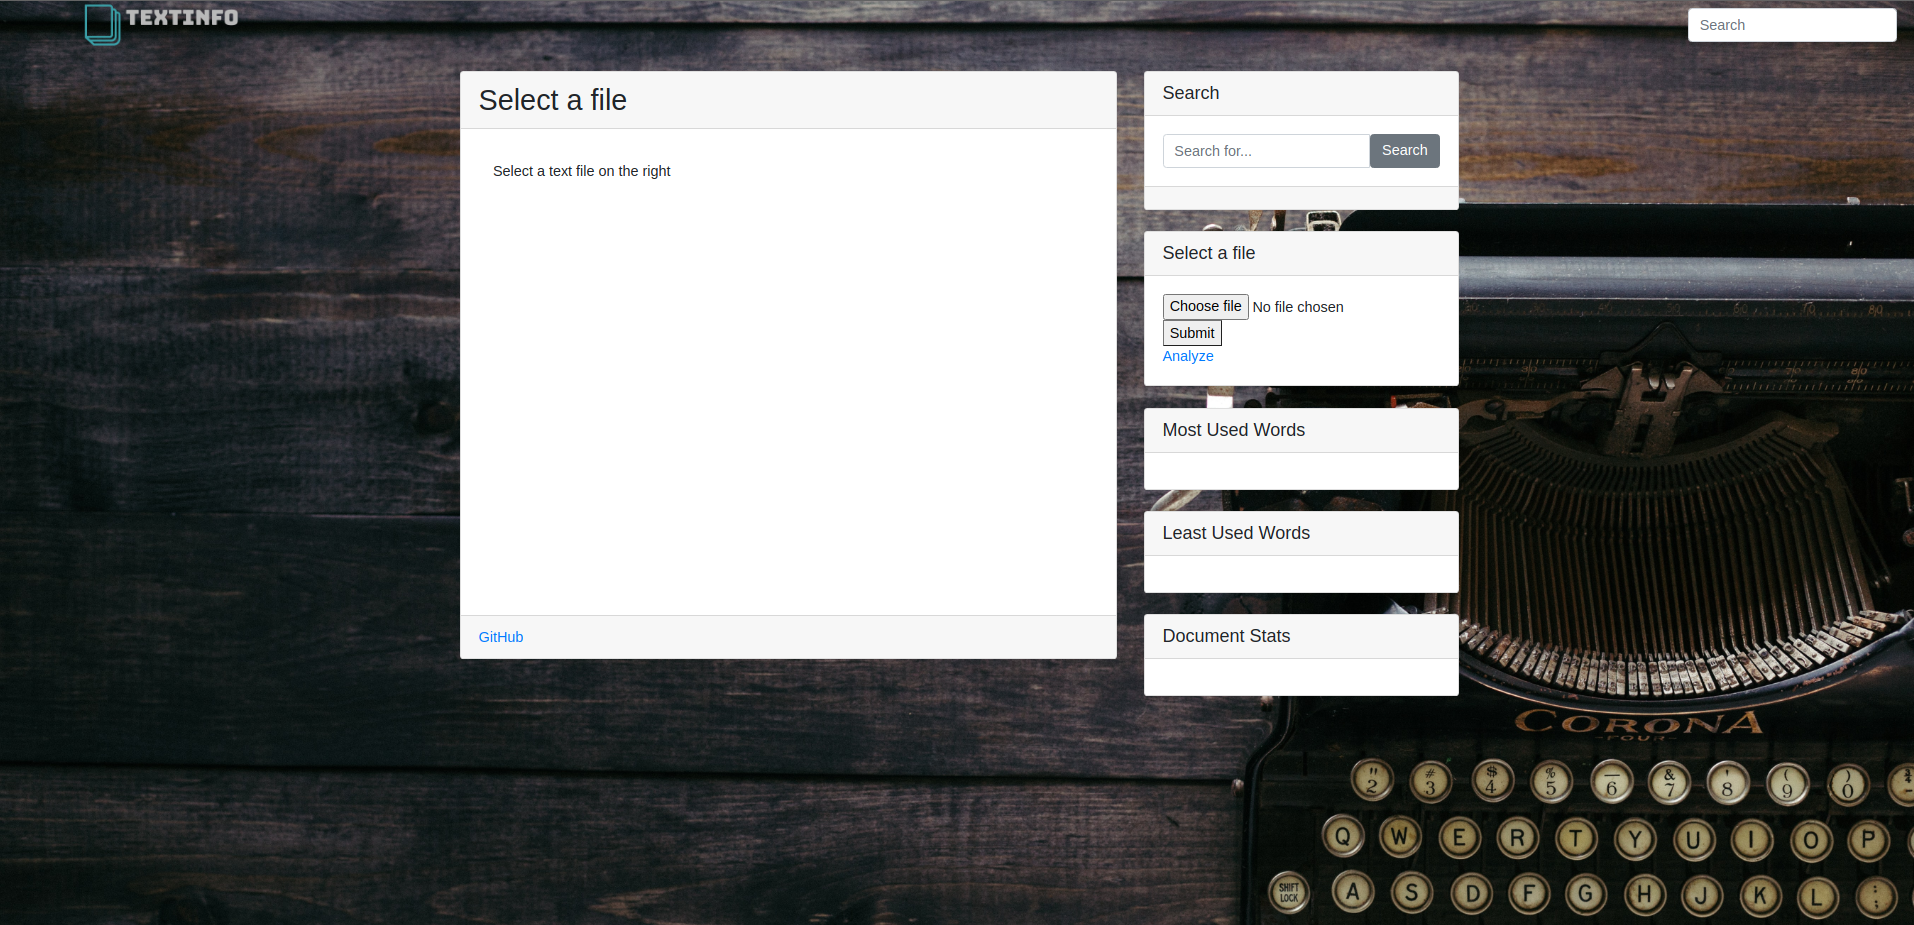 TEXTINFO
Search
Select a file
Select a text file on the right
GitHub
Search
Search for...
Search
Select a file
Choose file No file chosen
Submit
Analyze
Most Used Words
Least Used Words
Document Stats
CORONA
FOUR
" # $ % _ & ' ( )
2 3 4 5 6 7 8 9 0 -
Q W E R T Y U I O P
SHIFT LOCK A S D F G H J K L ;